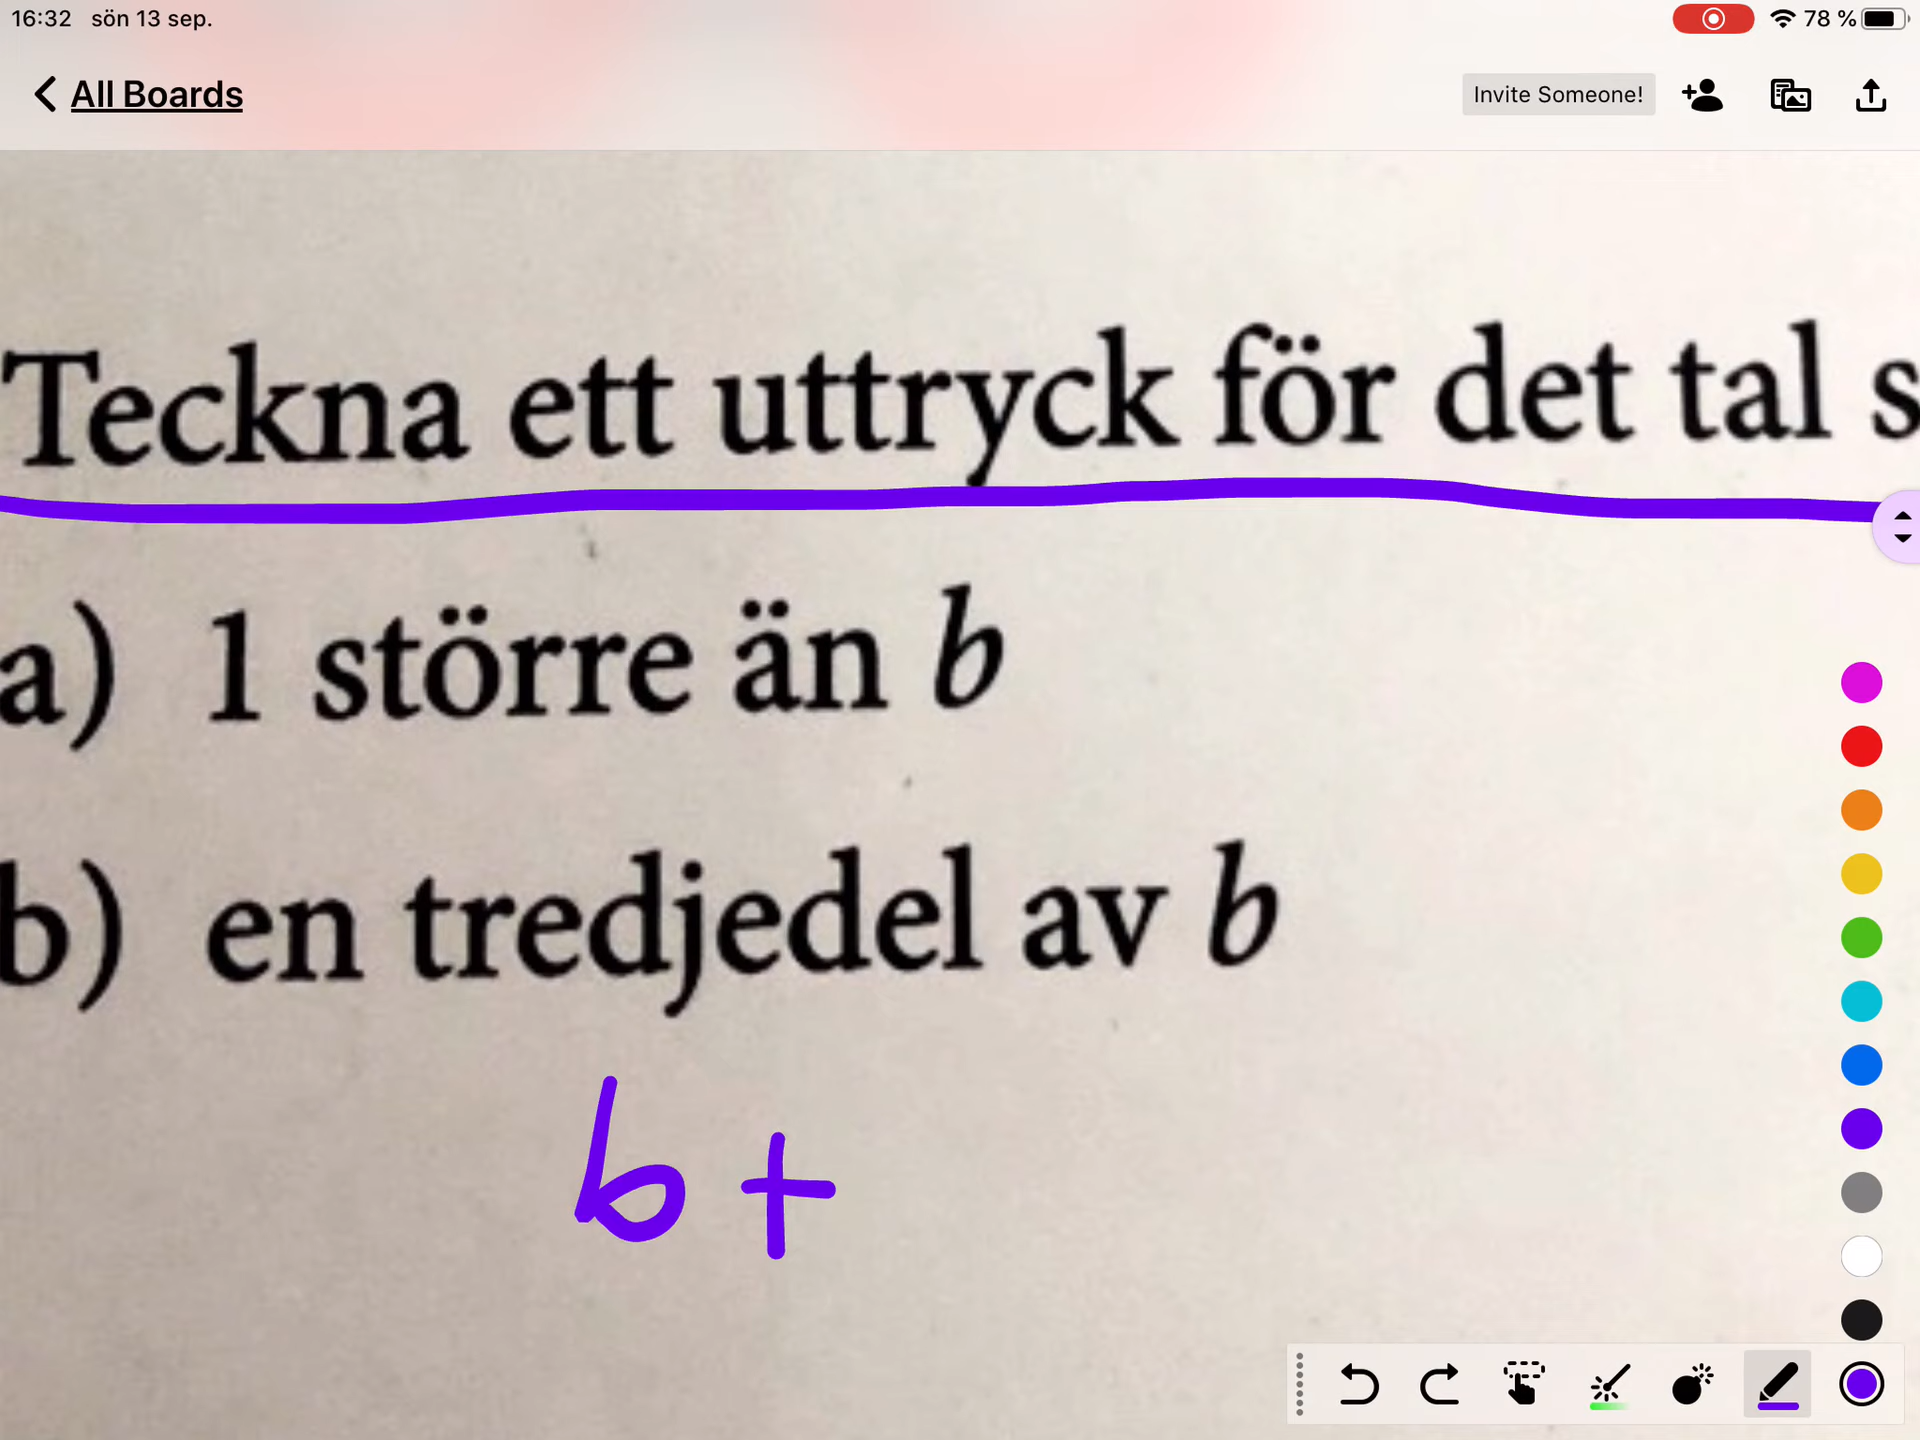 16:32 sön 13 sep. 78 %
All Boards Invite Someone!
Teckna ett uttryck för det tal s
a) 1 större än b
b) en tredjedel av b
b +